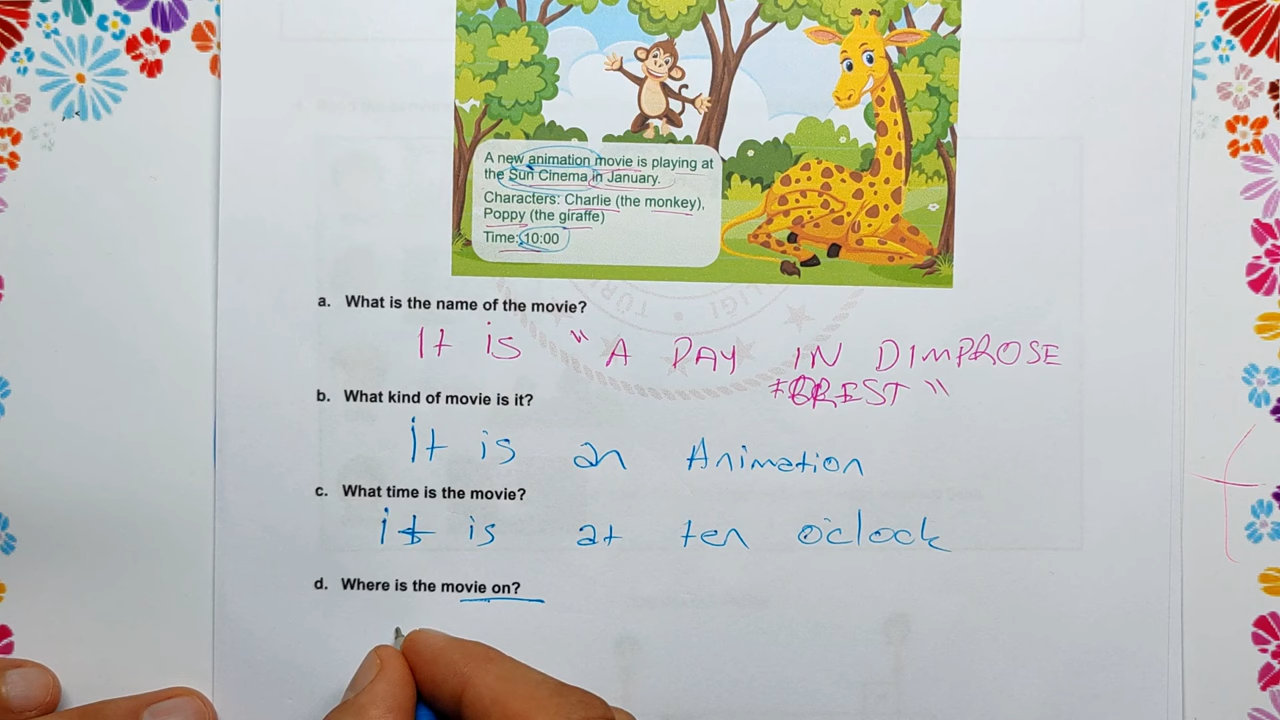 A new animation movie is playing at
the Sun Cinema in January.
Characters: Charlie (the monkey),
Poppy (the giraffe)
Time: 10:00
a. What is the name of the movie?
It is "A DAY IN DIMPROSE
FOREST"
b. What kind of movie is it?
It is an Animation
c. What time is the movie?
it is at ten o'clock
d. Where is the movie on?